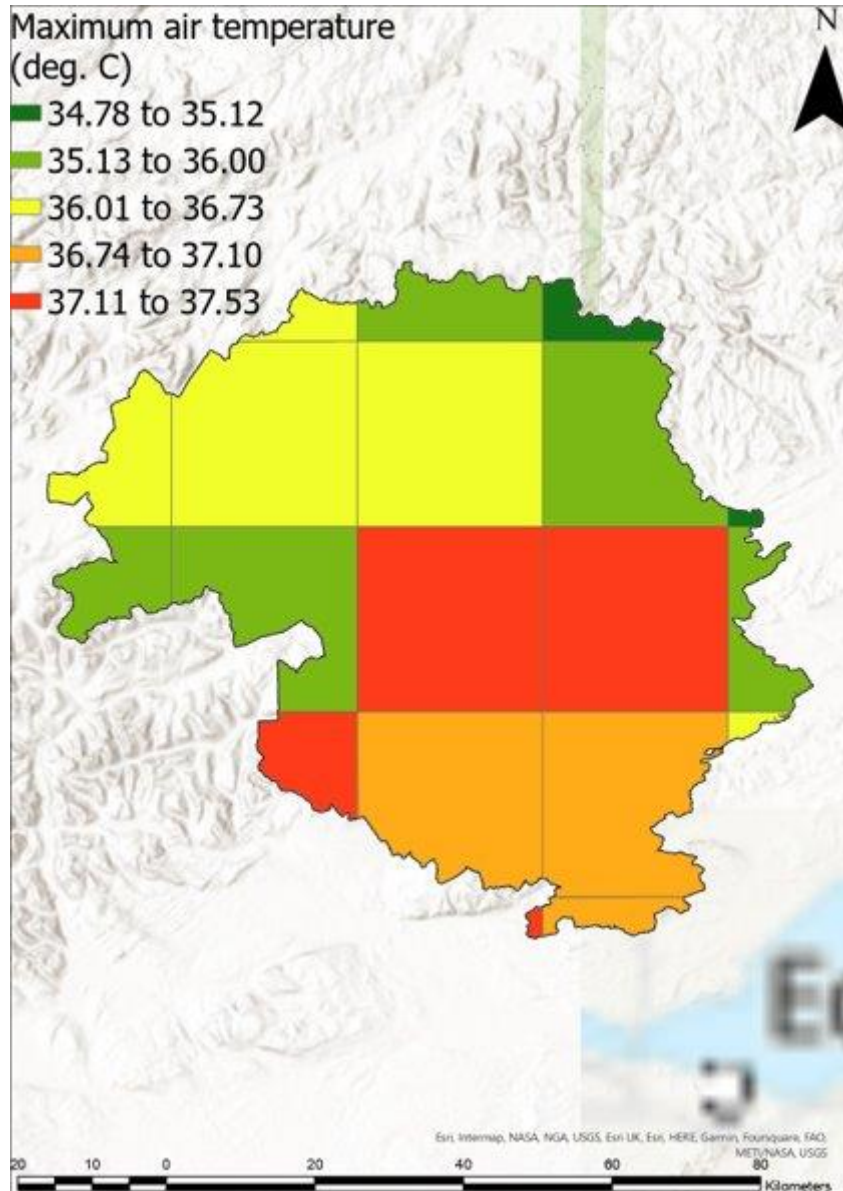 Maximum air temperature
(deg. C)
34.78 to 35.12
35.13 to 36.00
36.01 to 36.73
36.74 to 37.10
37.11 to 37.53
N
Esri, Intermap, NASA, NGA, USGS, Esri UK, Esri, HERE, Garmin, Foursquare, FAO,
METI/NASA, USGS
20 10 0 20 40 60 80
Kilometers